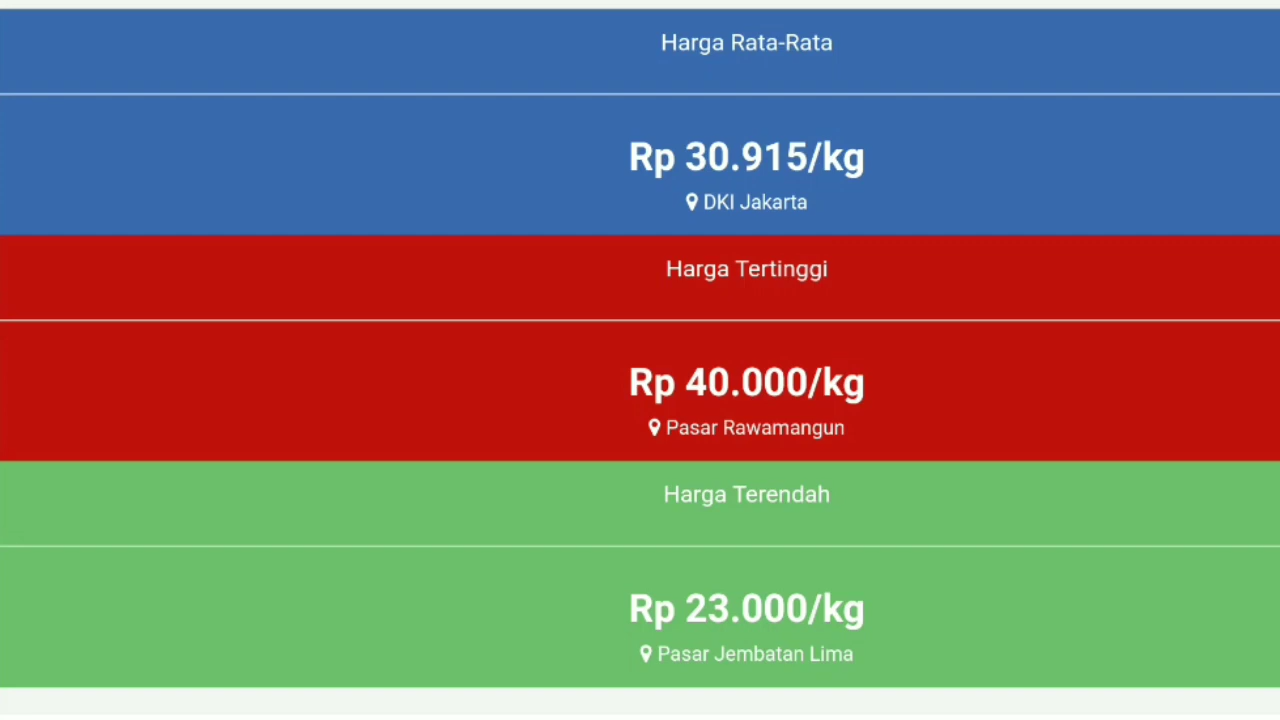 Harga Rata-Rata
Rp 30.915/kg
DKI Jakarta
Harga Tertinggi
Rp 40.000/kg
Pasar Rawamangun
Harga Terendah
Rp 23.000/kg
Pasar Jembatan Lima